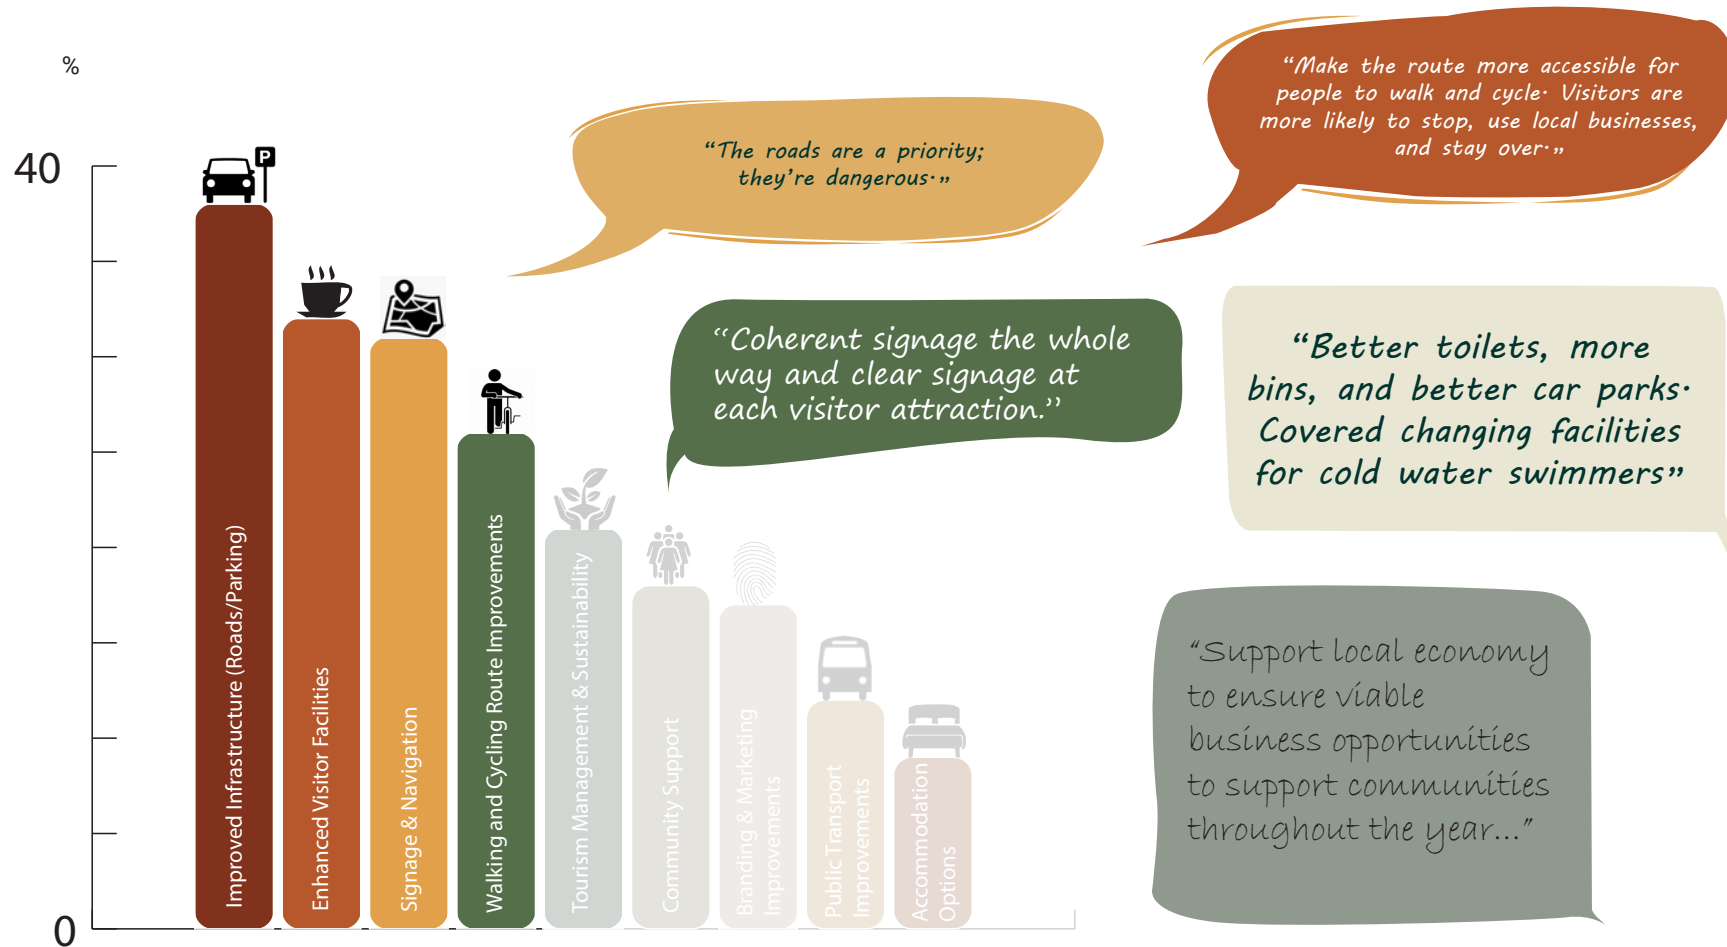 %
40
0
Improved Infrastructure (Roads/Parking)
Enhanced Visitor Facilities
Signage & Navigation
Walking and Cycling Route Improvements
Tourism Management & Sustainability
Community Support
Branding & Marketing
Improvements
Public Transport
Improvements
Accommodation
Options
P
“The roads are a priority;
they’re dangerous.”
“Make the route more accessible for
people to walk and cycle. Visitors are
more likely to stop, use local businesses,
and stay over.”
“Coherent signage the whole
way and clear signage at
each visitor attraction.”
“Better toilets, more
bins, and better car parks.
Covered changing facilities
for cold water swimmers”
“Support local economy
to ensure viable
business opportunities
to support communities
throughout the year...”